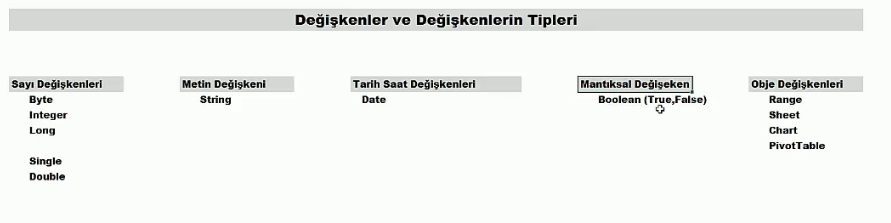 Değişkenler ve Değişkenlerin Tipleri
Sayı Değişkenleri
Byte
Integer
Long
Single
Double
Metin Değişkeni
String
Tarih Saat Değişkenleri
Date
Mantıksal Değişeken
Boolean (True,False)
Obje Değişkenleri
Range
Sheet
Chart
PivotTable